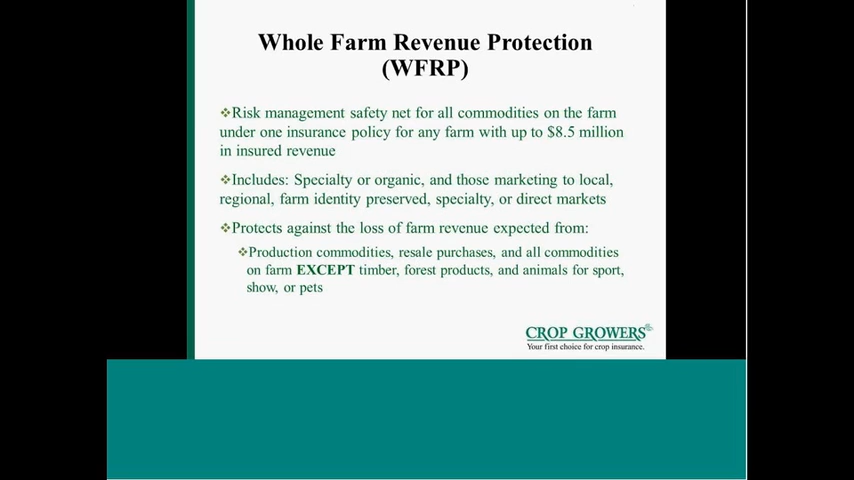 Whole Farm Revenue Protection
(WFRP)
❖Risk management safety net for all commodities on the farm
under one insurance policy for any farm with up to $8.5 million
in insured revenue
❖Includes: Specialty or organic, and those marketing to local,
regional, farm identity preserved, specialty, or direct markets
❖Protects against the loss of farm revenue expected from:
❖Production commodities, resale purchases, and all commodities
on farm EXCEPT timber, forest products, and animals for sport,
show, or pets
CROP GROWERS
Your first choice for crop insurance.